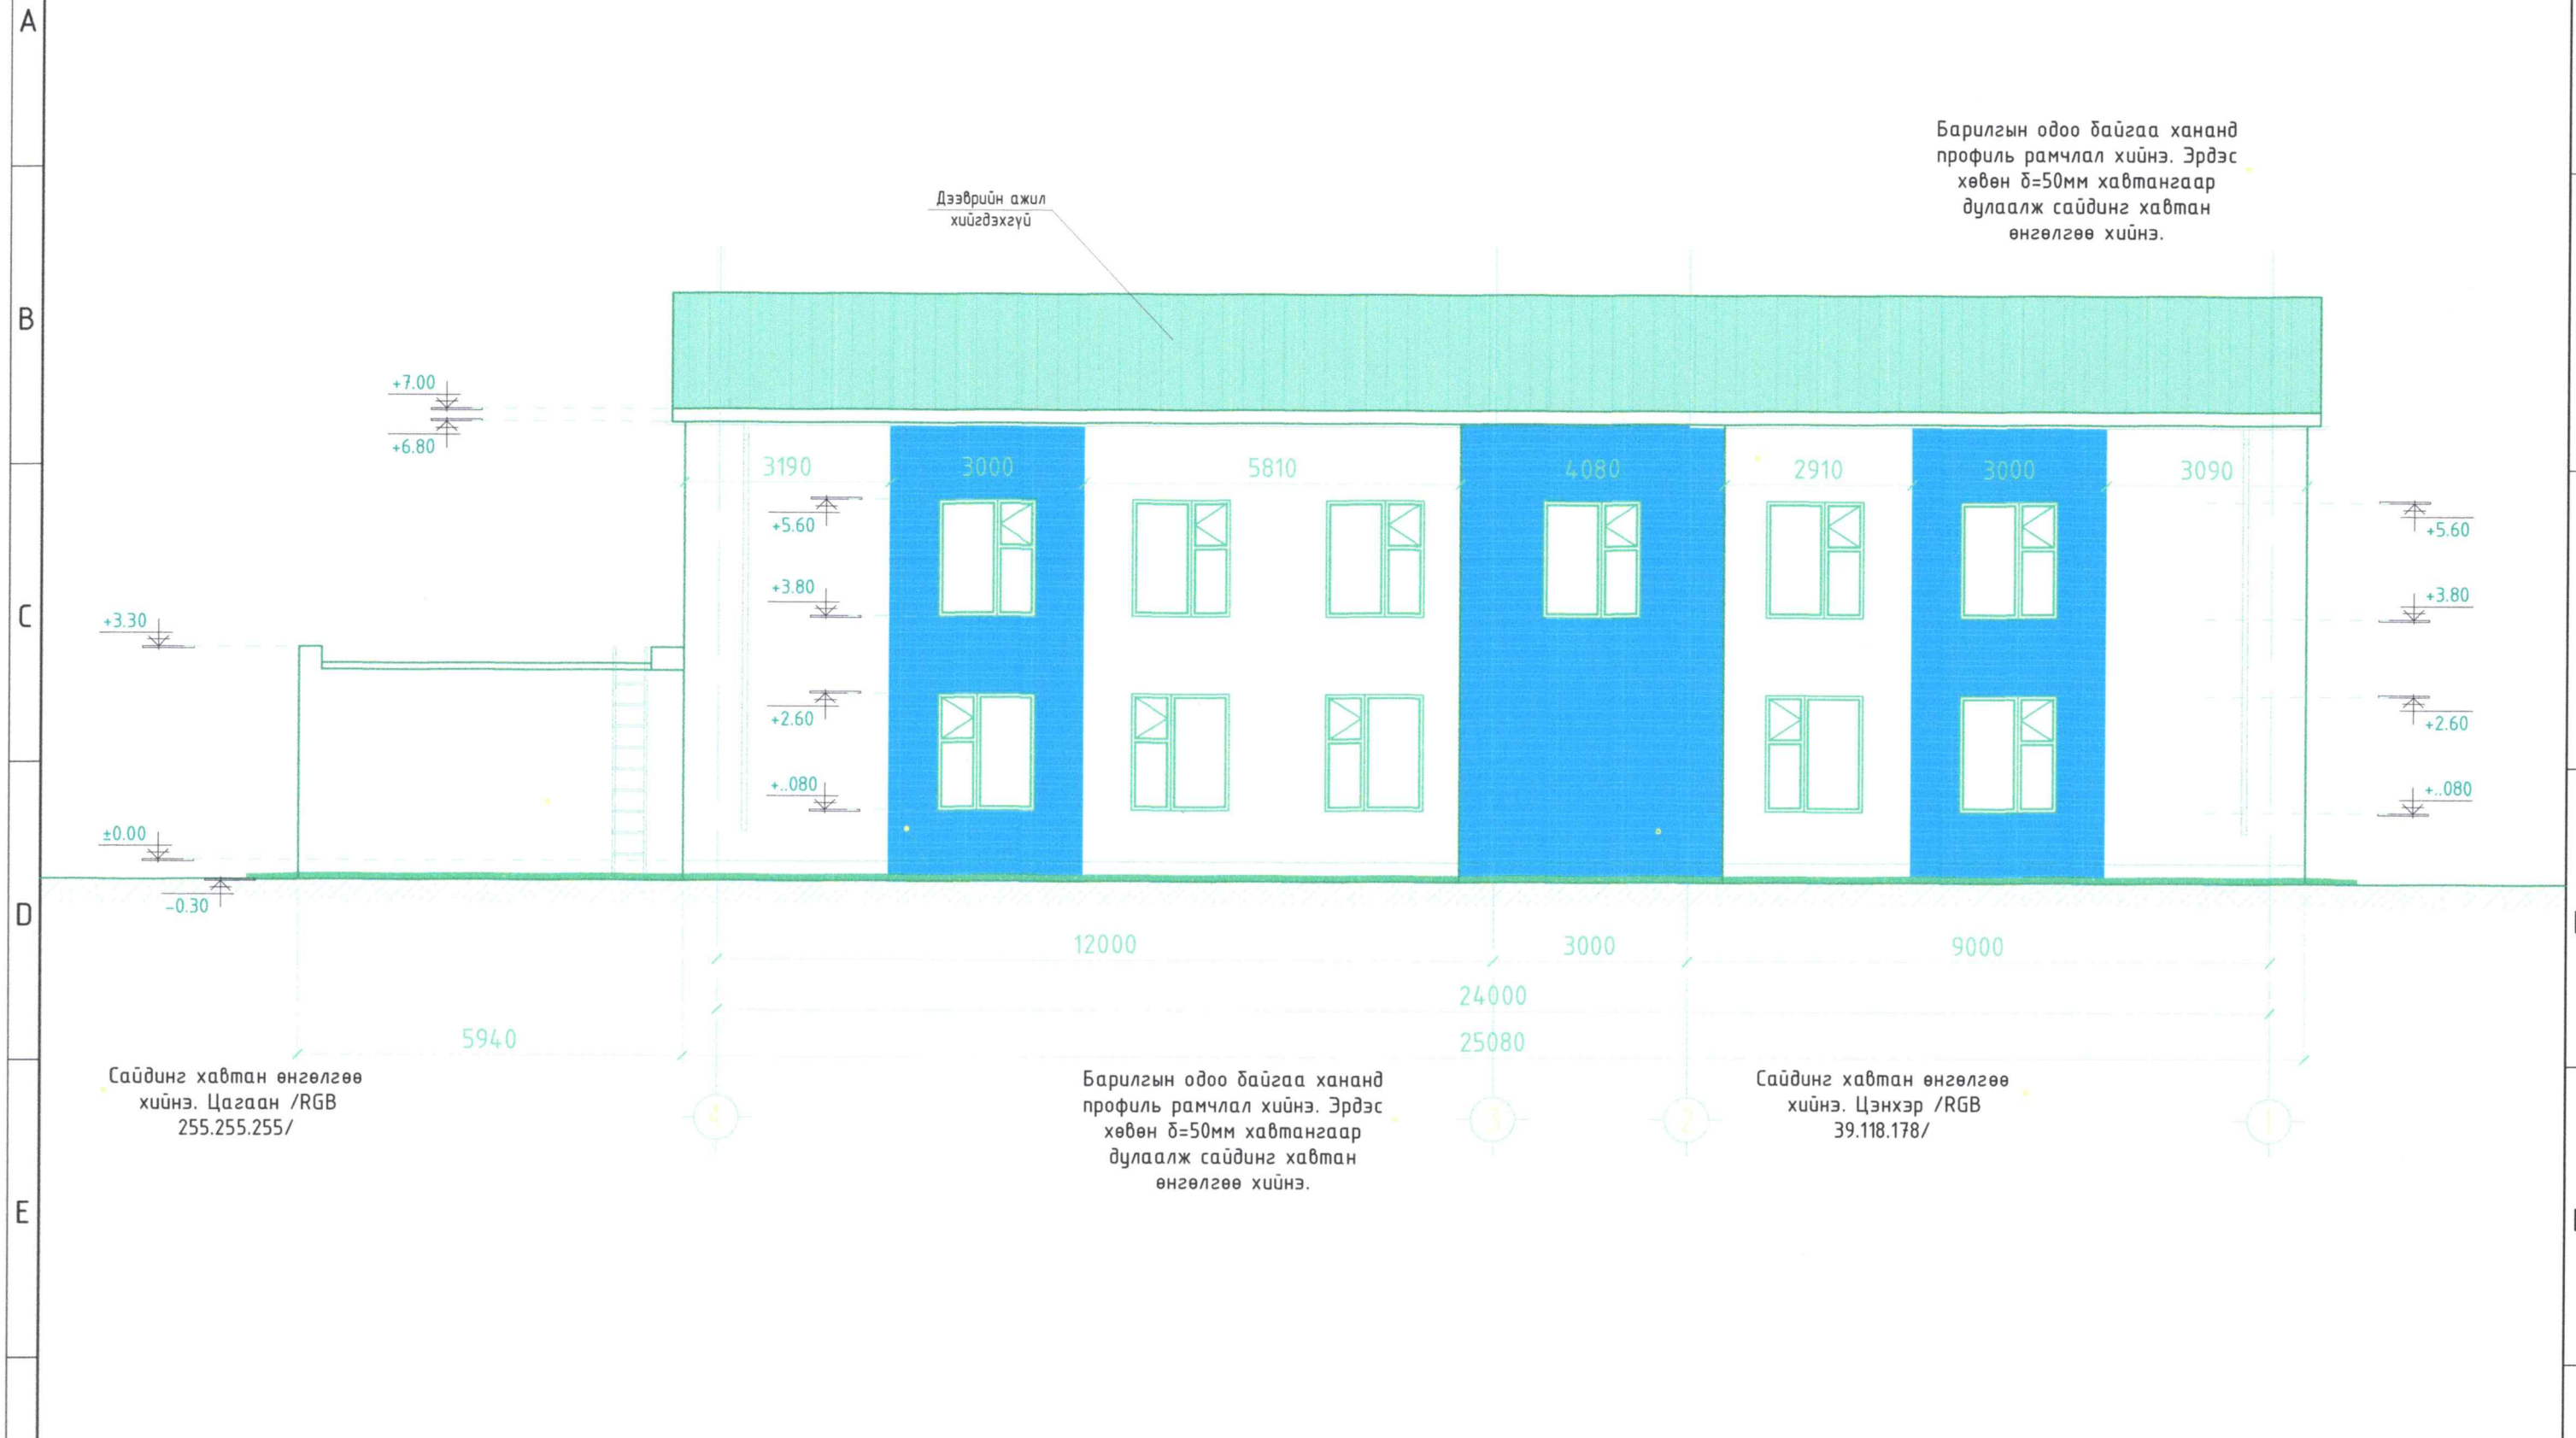 A
Барилгын одоо байгаа хананд
профиль рамчлал хийнэ. Эрдэс
хөвөн δ=50мм хавтангаар
дулаалж сайдинг хавтан
өнгөлгөө хийнэ.
Дээврийн ажил
хийгдэхгүй
B
+7.00
+6.80
3190
3000
5810
4080
2910
3000
3090
+5.60
+5.60
+3.80
+3.80
C
+3.30
+2.60
+2.60
+..080
+..080
±0.00
-0.30
D
12000
3000
9000
24000
5940
25080
Сайдинг хавтан өнгөлгөө
хийнэ. Цагаан /RGB
255.255.255/
4
Барилгын одоо байгаа хананд
профиль рамчлал хийнэ. Эрдэс
хөвөн δ=50мм хавтангаар
дулаалж сайдинг хавтан
өнгөлгөө хийнэ.
3
2
Сайдинг хавтан өнгөлгөө
хийнэ. Цэнхэр /RGB
39.118.178/
1
E